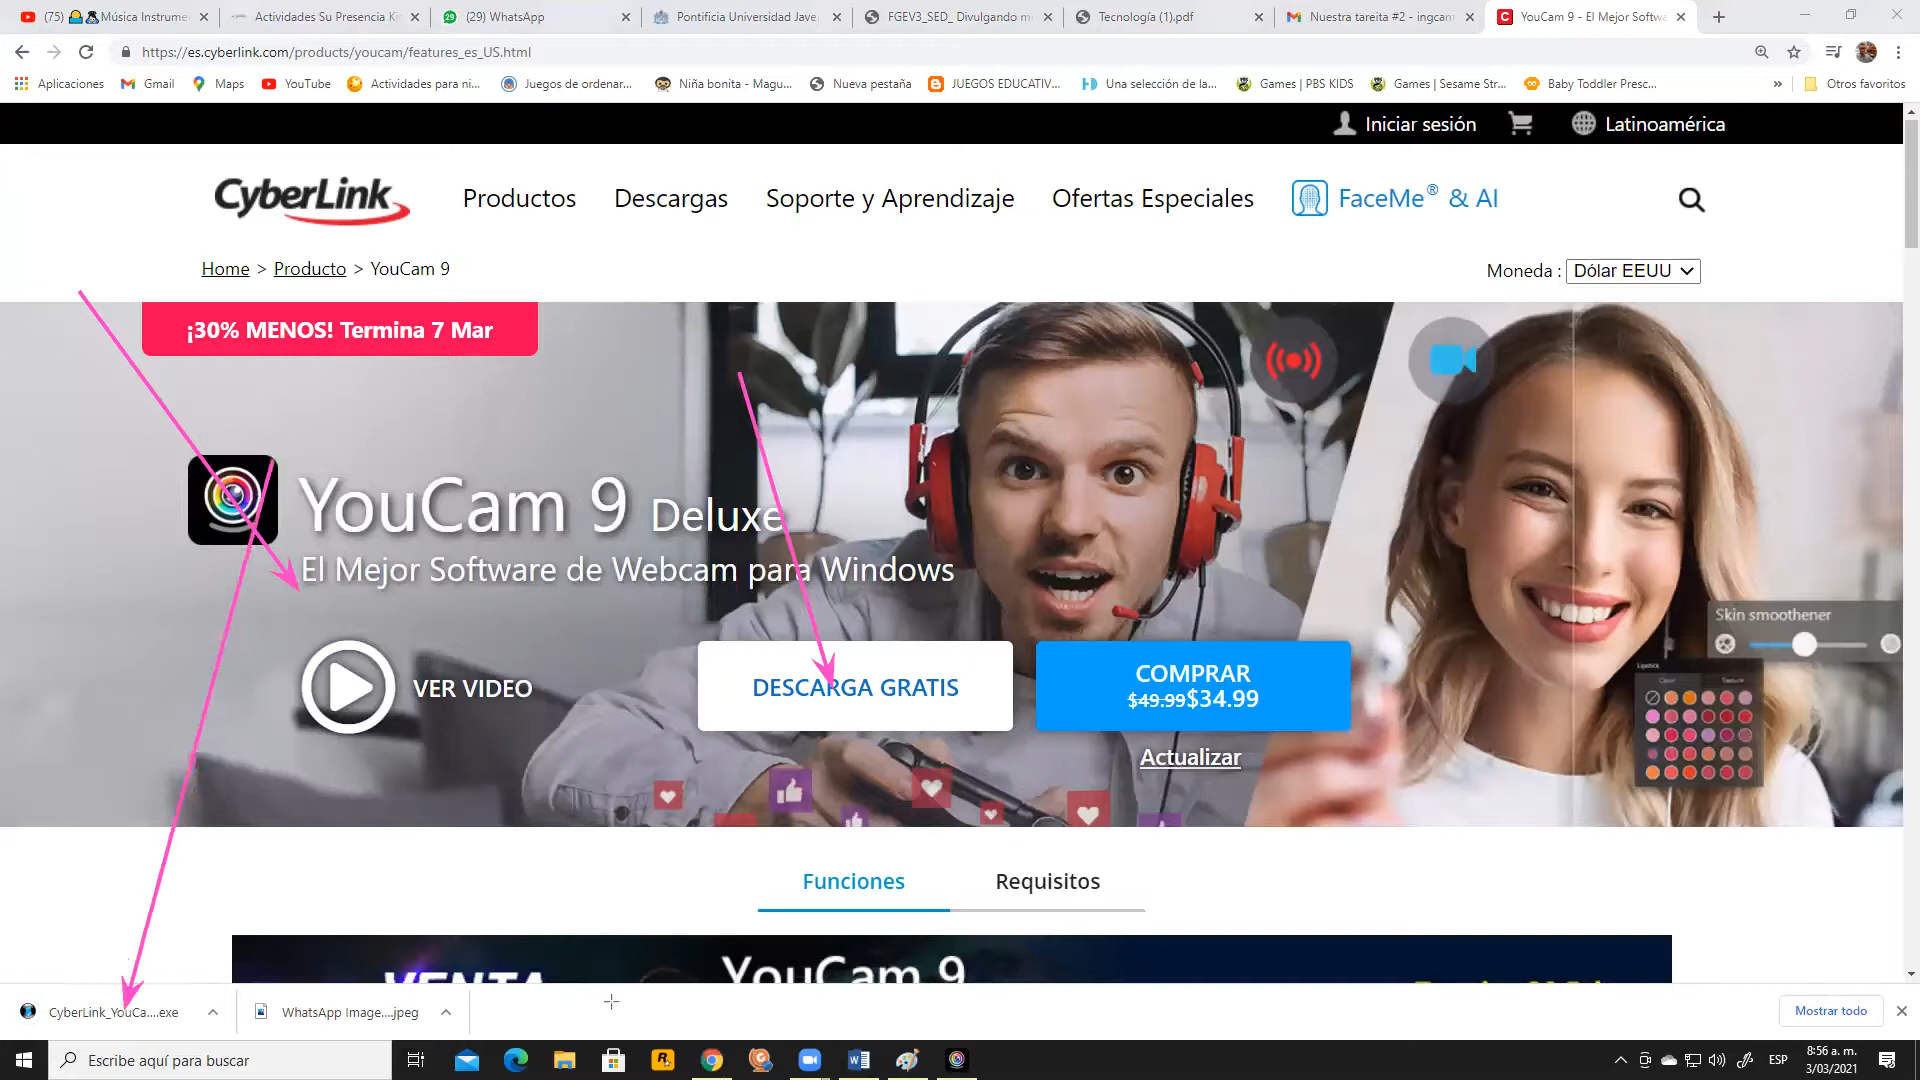 (75) Música Instrume
Actividades Su Presencia Ki
(29) WhatsApp
Pontificia Universidad Jave
FGEV3_SED_ Divulgando m
Tecnología (1).pdf
Nuestra tareita #2 - ingcam
YouCam 9 - El Mejor Softwa
https://es.cyberlink.com/products/youcam/features_es_US.html
Aplicaciones
Gmail
Maps
YouTube
Actividades para ni...
Juegos de ordenar...
Niña bonita - Magu...
Nueva pestaña
JUEGOS EDUCATIV...
Una selección de la...
Games | PBS KIDS
Games | Sesame Str...
Baby Toddler Presc...
»
Otros favoritos
Iniciar sesión
Latinoamérica
CyberLink
Productos
Descargas
Soporte y Aprendizaje
Ofertas Especiales
FaceMe® & AI
Home > Producto > YouCam 9
Moneda : Dólar EEUU
¡30% MENOS! Termina 7 Mar
YouCam 9 Deluxe
El Mejor Software de Webcam para Windows
Skin smoothener
Lipstick
Color
Texture
VER VIDEO
DESCARGA GRATIS
COMPRAR
$49.99$34.99
Actualizar
Funciones
Requisitos
VENTA
YouCam 9
CyberLink_YouCa....exe
WhatsApp Image....jpeg
Mostrar todo
Escribe aquí para buscar
ESP
8:56 a. m.
3/03/2021